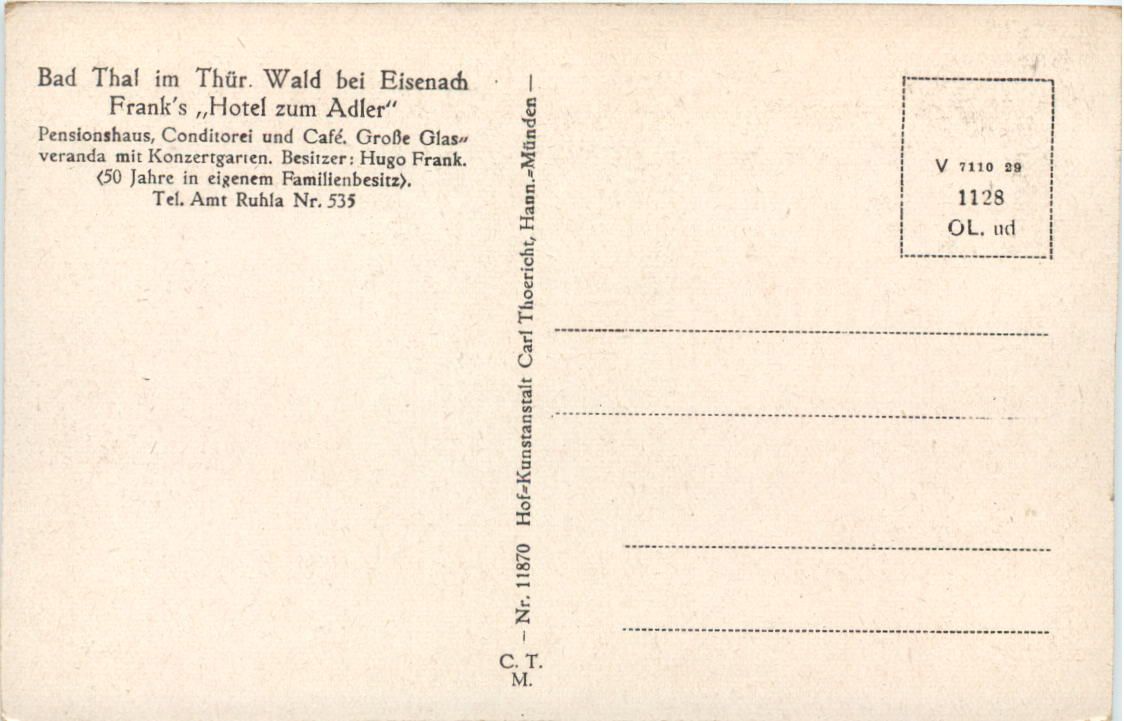 Bad Thal im Thür. Wald bei Eisenach
Frank's „Hotel zum Adler“
Pensionshaus, Conditorei und Café. Große Glas-
veranda mit Konzertgarten. Besitzer: Hugo Frank.
(50 Jahre in eigenem Familienbesitz).
Tel. Amt Ruhla Nr. 535
— Nr. 11870 Hof-Kunstanstalt Carl Thoericht, Hann.-Münden —
C. T.
M.
V 7110 29
1128
OL. ud